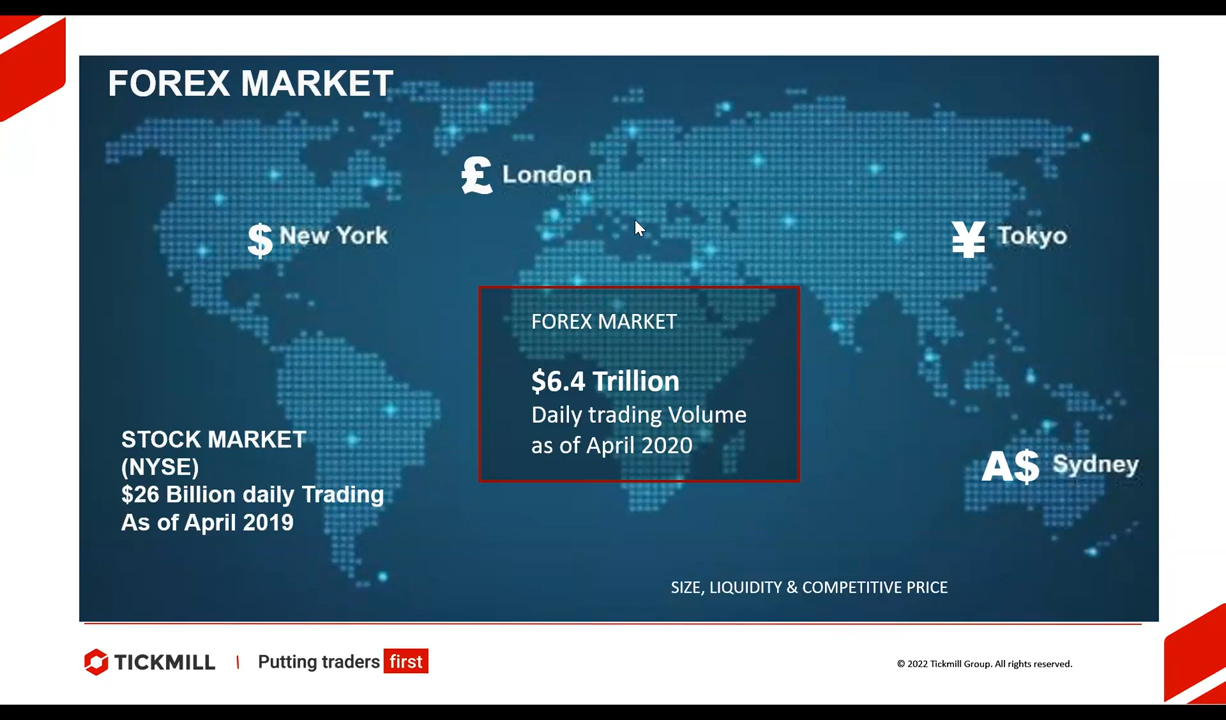 FOREX MARKET
£ London
$ New York
¥ Tokyo
FOREX MARKET
$6.4 Trillion
Daily trading Volume
as of April 2020
STOCK MARKET
(NYSE)
$26 Billion daily Trading
As of April 2019
A$ Sydney
SIZE, LIQUIDITY & COMPETITIVE PRICE
TICKMILL | Putting traders first
© 2022 Tickmill Group. All rights reserved.